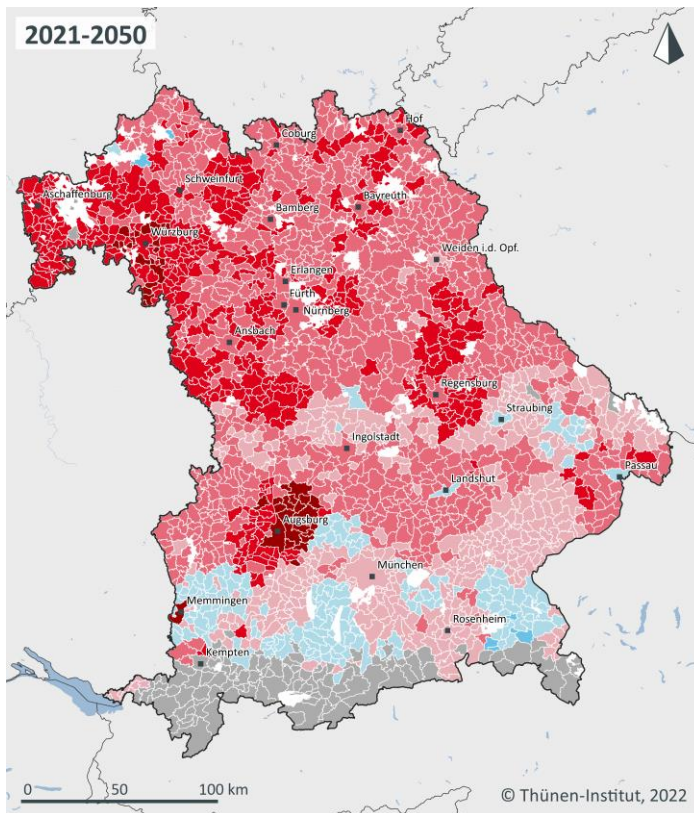 2021-2050
Hof
Coburg
Schweinfurt
Aschaffenburg
Bayreuth
Bamberg
Würzburg
Weiden i.d. Opf.
Erlangen
Fürth
Nürnberg
Ansbach
Regensburg
Straubing
Ingolstadt
Passau
Landshut
Augsburg
München
Memmingen
Rosenheim
Kempten
0 50 100 km
© Thünen-Institut, 2022